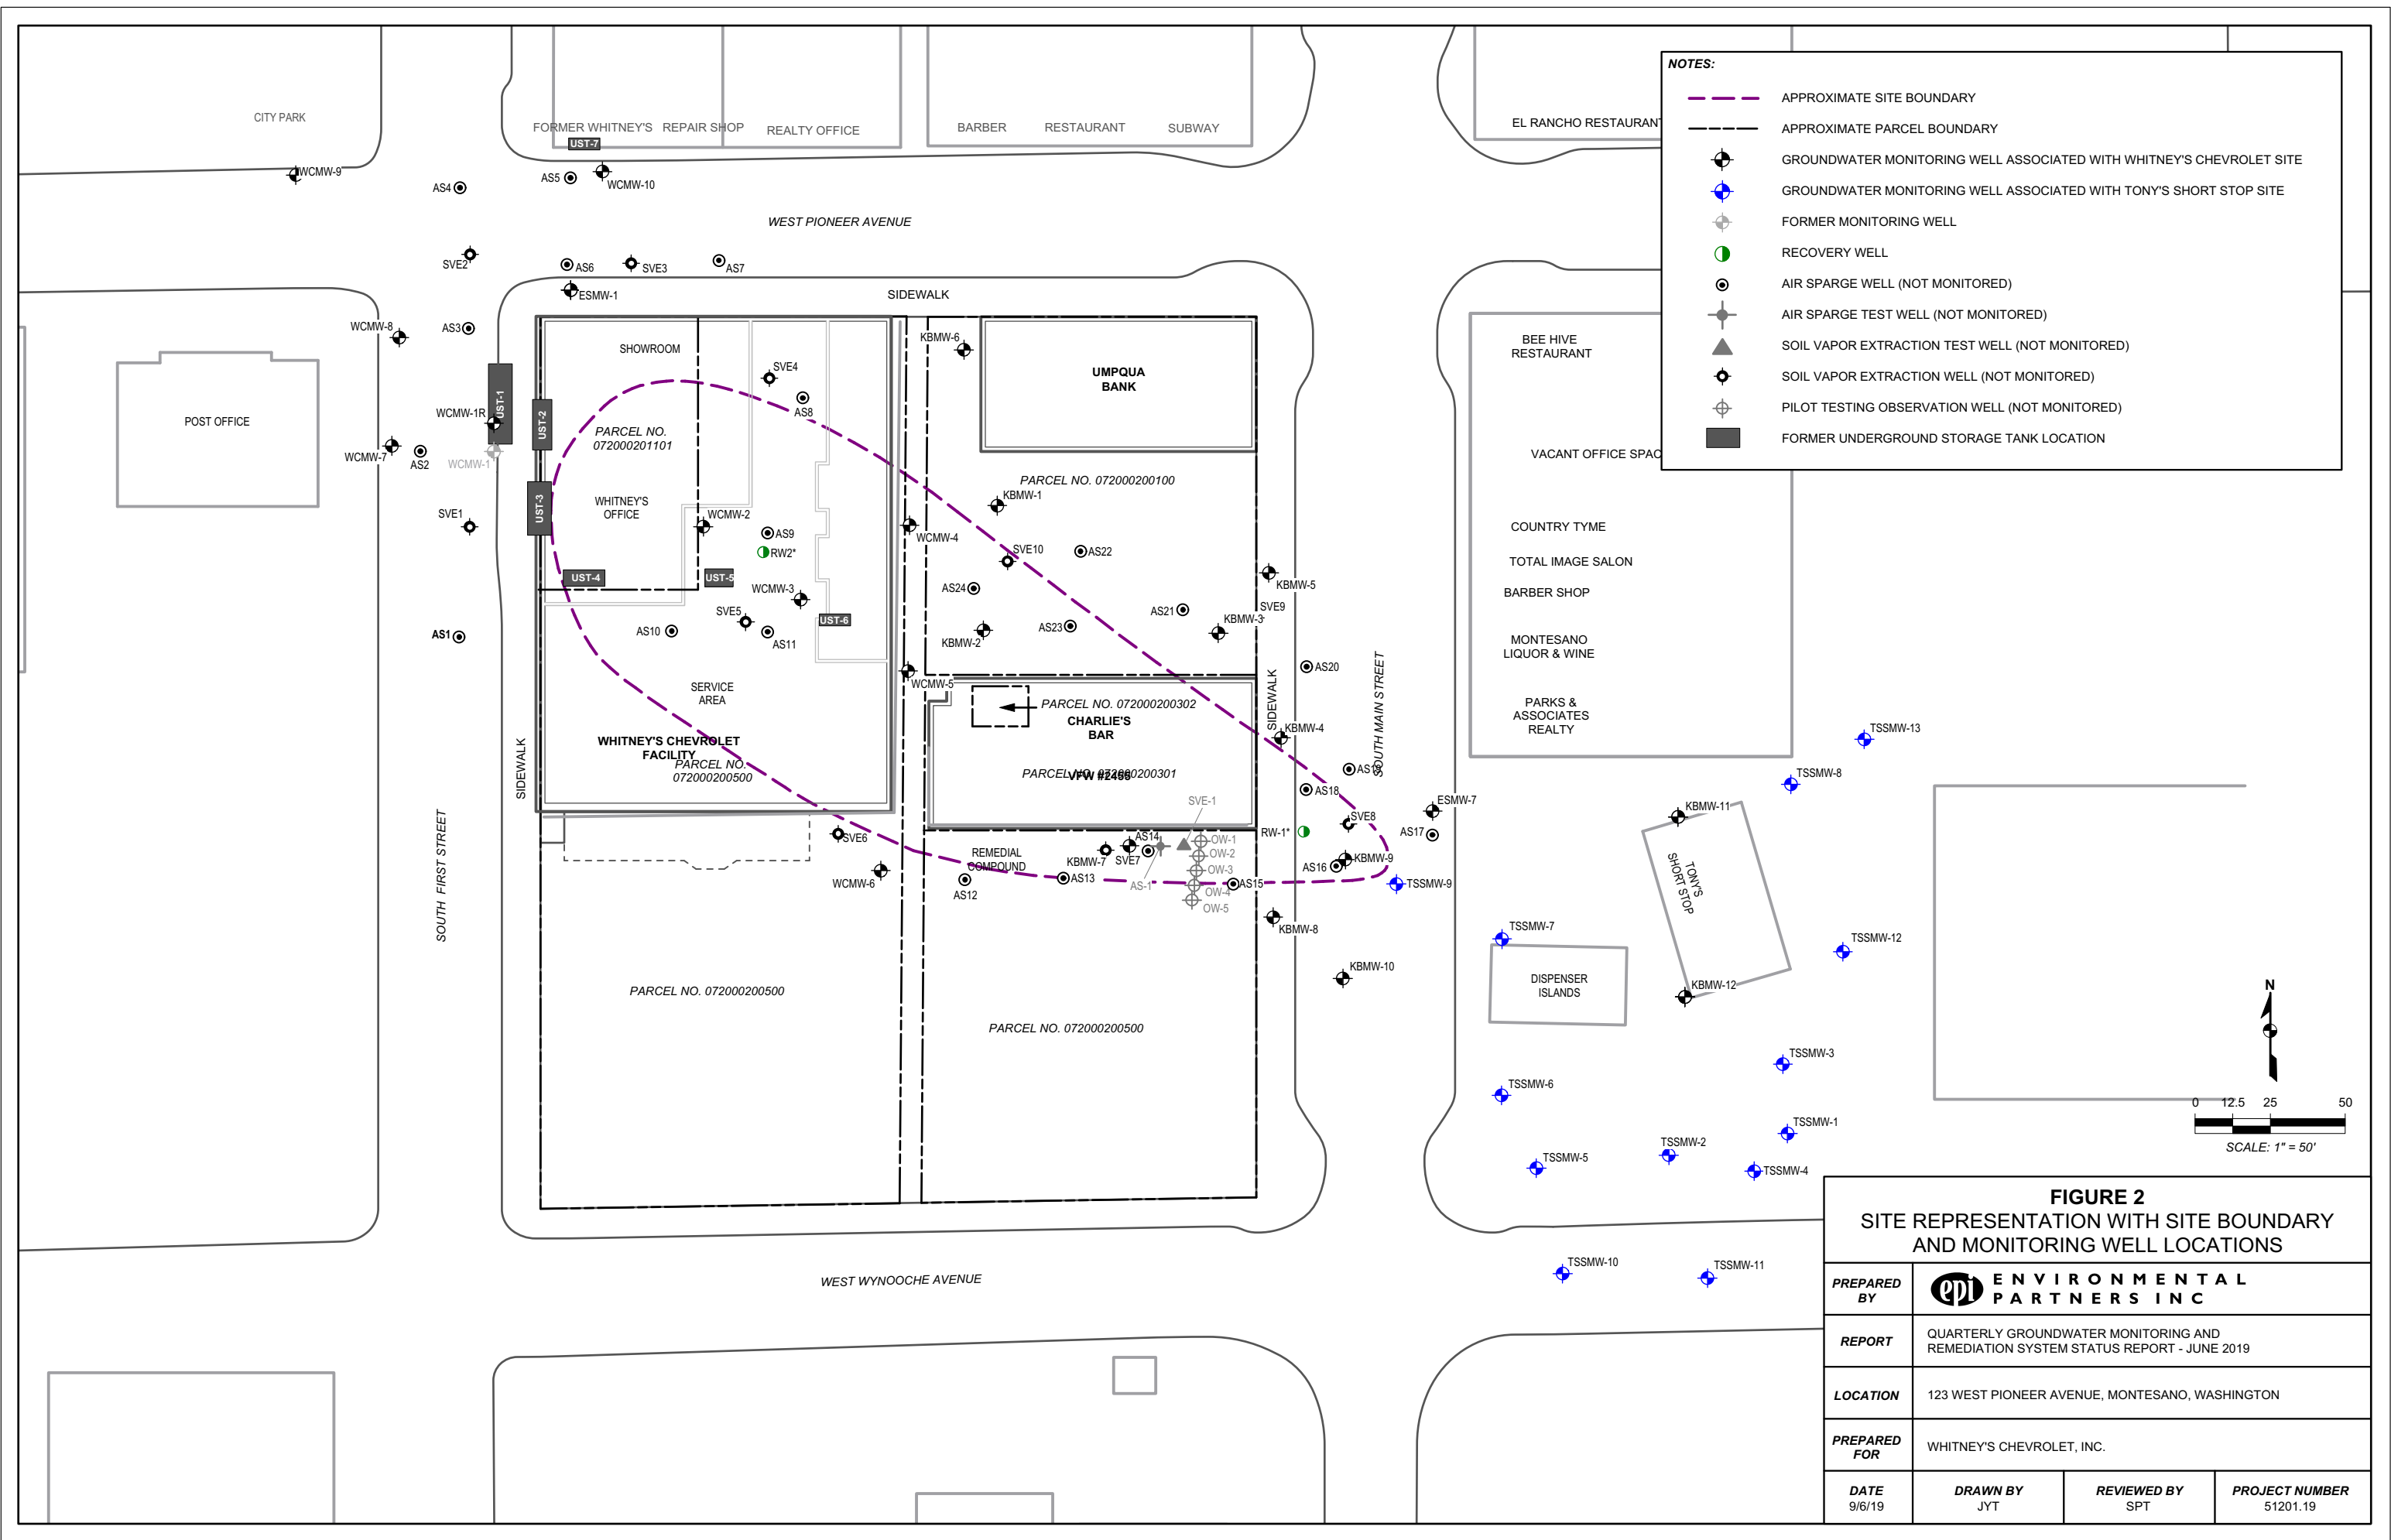 NOTES:
APPROXIMATE SITE BOUNDARY
APPROXIMATE PARCEL BOUNDARY
GROUNDWATER MONITORING WELL ASSOCIATED WITH WHITNEY'S CHEVROLET SITE
GROUNDWATER MONITORING WELL ASSOCIATED WITH TONY'S SHORT STOP SITE
FORMER MONITORING WELL
RECOVERY WELL
AIR SPARGE WELL (NOT MONITORED)
AIR SPARGE TEST WELL (NOT MONITORED)
SOIL VAPOR EXTRACTION TEST WELL (NOT MONITORED)
SOIL VAPOR EXTRACTION WELL (NOT MONITORED)
PILOT TESTING OBSERVATION WELL (NOT MONITORED)
FORMER UNDERGROUND STORAGE TANK LOCATION
CITY PARK
FORMER WHITNEY'S REPAIR SHOP
REALTY OFFICE
BARBER
RESTAURANT
SUBWAY
EL RANCHO RESTAURANT
UST-7
WCMW-9
AS4
AS5
WCMW-10
WEST PIONEER AVENUE
SVE2
AS6
SVE3
AS7
ESMW-1
SIDEWALK
WCMW-8
AS3
SHOWROOM
SVE4
AS8
KBMW-6
UMPQUA
BANK
BEE HIVE
RESTAURANT
POST OFFICE
WCMW-1R
UST-1
UST-2
WCMW-7
AS2
WCMW-1
PARCEL NO.
072000201101
PARCEL NO. 072000200100
VACANT OFFICE SPAC
UST-3
WHITNEY'S
OFFICE
SVE1
WCMW-2
AS9
RW2*
WCMW-4
KBMW-1
SVE10
AS22
COUNTRY TYME
TOTAL IMAGE SALON
BARBER SHOP
UST-4
UST-5
WCMW-3
AS24
KBMW-5
SVE5
UST-6
AS21
SVE9
KBMW-3
AS1
AS10
AS11
KBMW-2
AS23
MONTESANO
LIQUOR & WINE
WCMW-5
AS20
SERVICE
AREA
SIDEWALK
SOUTH MAIN STREET
PARCEL NO. 072000200302
CHARLIE'S
BAR
PARKS &
ASSOCIATES
REALTY
WHITNEY'S CHEVROLET
FACILITY
PARCEL NO.
072000200500
SIDEWALK
PARCEL NO. 072000200301
VFW #2455
KBMW-4
TSSMW-13
TSSMW-8
AS18
SVE-1
ESMW-7
KBMW-11
SVE6
SVE8
AS17
RW-1*
AS14
OW-1
OW-2
OW-3
OW-4
OW-5
REMEDIAL
COMPOUND
KBMW-7
SVE7
AS-1
AS16
KBMW-9
SOUTH FIRST STREET
WCMW-6
AS12
AS13
AS15
TSSMW-9
TONY'S
SHORT STOP
KBMW-8
TSSMW-7
TSSMW-12
KBMW-10
DISPENSER
ISLANDS
KBMW-12
PARCEL NO. 072000200500
PARCEL NO. 072000200500
N
TSSMW-3
TSSMW-6
0 12.5 25 50
SCALE: 1" = 50'
TSSMW-1
TSSMW-2
TSSMW-5
TSSMW-4
WEST WYNOOCHE AVENUE
TSSMW-10
TSSMW-11
FIGURE 2
SITE REPRESENTATION WITH SITE BOUNDARY
AND MONITORING WELL LOCATIONS
PREPARED
BY
epi
ENVIRONMENTAL
PARTNERS INC
REPORT
QUARTERLY GROUNDWATER MONITORING AND
REMEDIATION SYSTEM STATUS REPORT - JUNE 2019
LOCATION
123 WEST PIONEER AVENUE, MONTESANO, WASHINGTON
PREPARED
FOR
WHITNEY'S CHEVROLET, INC.
DATE
9/6/19
DRAWN BY
JYT
REVIEWED BY
SPT
PROJECT NUMBER
51201.19